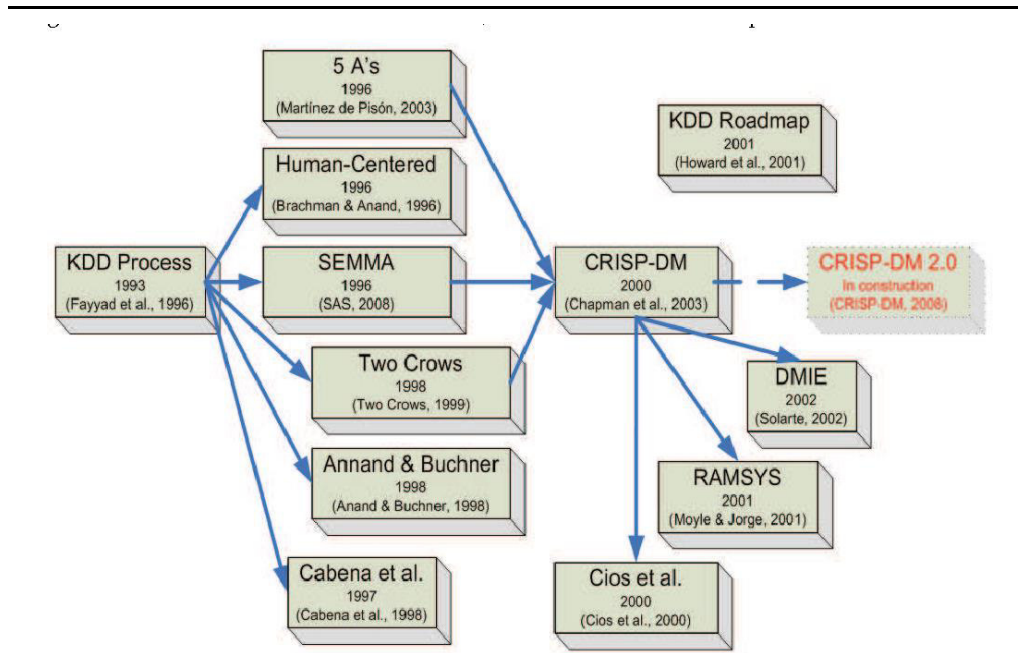 5 A's
1996
(Martínez de Pisón, 2003)
KDD Roadmap
2001
(Howard et al., 2001)
Human-Centered
1996
(Brachman & Anand, 1996)
KDD Process
1993
(Fayyad et al., 1996)
SEMMA
1996
(SAS, 2008)
CRISP-DM
2000
(Chapman et al., 2003)
CRISP-DM 2.0
in construction
(CRISP-DM, 2008)
Two Crows
1998
(Two Crows, 1999)
DMIE
2002
(Solarte, 2002)
Annand & Buchner
1998
(Anand & Buchner, 1998)
RAMSYS
2001
(Moyle & Jorge, 2001)
Cabena et al.
1997
(Cabena et al., 1998)
Cios et al.
2000
(Cios et al., 2000)